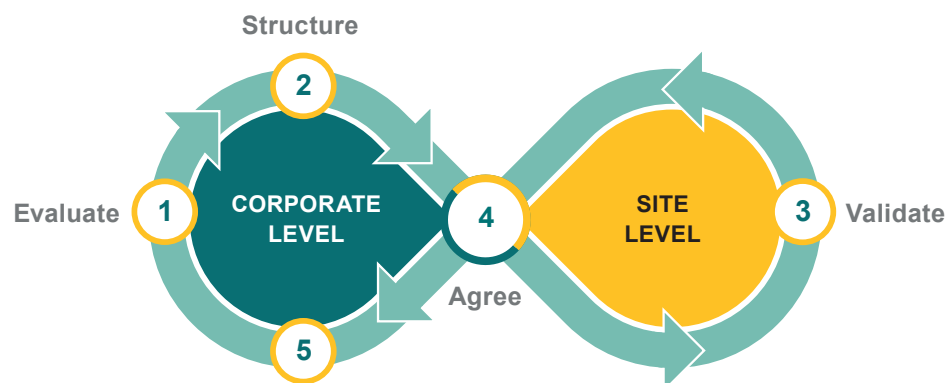 Structure
2
Evaluate
1
CORPORATE
LEVEL
4
SITE
LEVEL
3
Validate
Agree
5